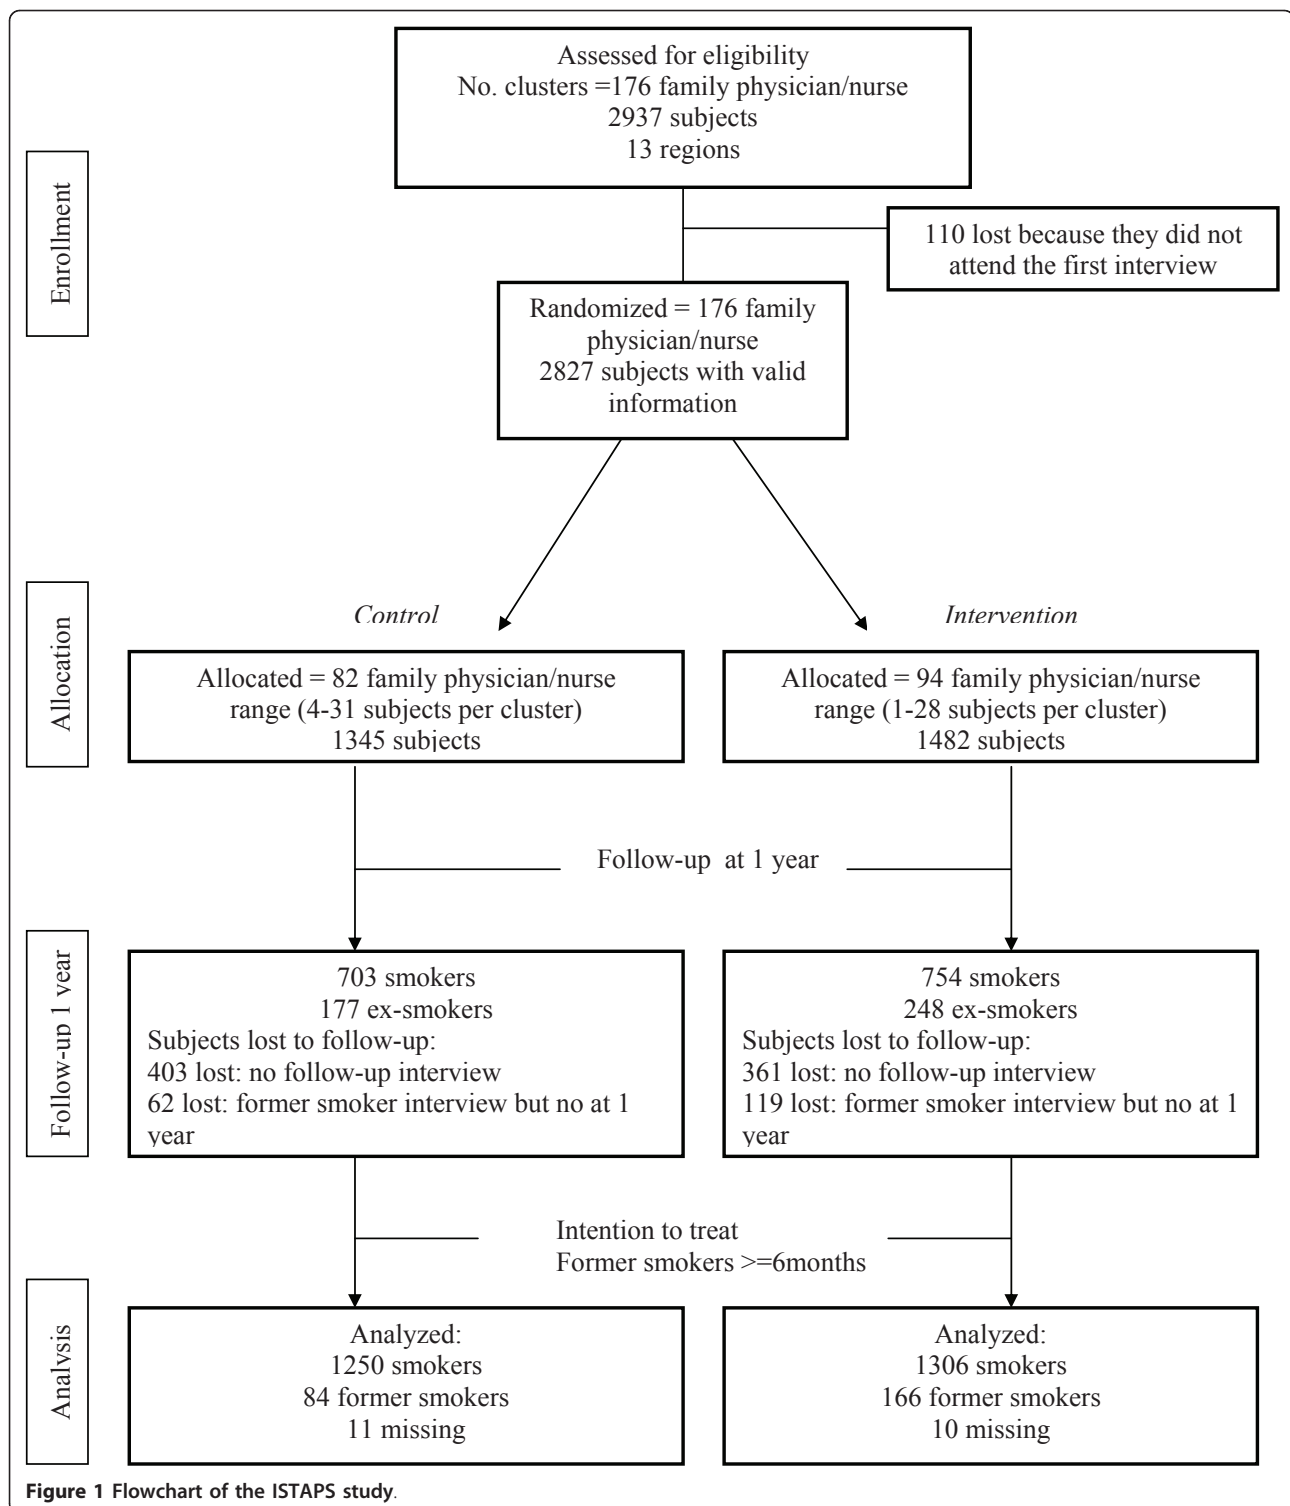 Assessed for eligibility
No. clusters =176 family physician/nurse
2937 subjects
13 regions
Enrollment
110 lost because they did not
attend the first interview
Randomized = 176 family
physician/nurse
2827 subjects with valid
information
Allocation
Control
Intervention
Allocated = 82 family physician/nurse
range (4-31 subjects per cluster)
1345 subjects
Allocated = 94 family physician/nurse
range (1-28 subjects per cluster)
1482 subjects
Follow-up at 1 year
Follow-up 1 year
703 smokers
177 ex-smokers
Subjects lost to follow-up:
403 lost: no follow-up interview
62 lost: former smoker interview but no at 1
year
754 smokers
248 ex-smokers
Subjects lost to follow-up:
361 lost: no follow-up interview
119 lost: former smoker interview but no at 1
year
Intention to treat
Former smokers >=6months
Analysis
Analyzed:
1250 smokers
84 former smokers
11 missing
Analyzed:
1306 smokers
166 former smokers
10 missing
Figure 1 Flowchart of the ISTAPS study.